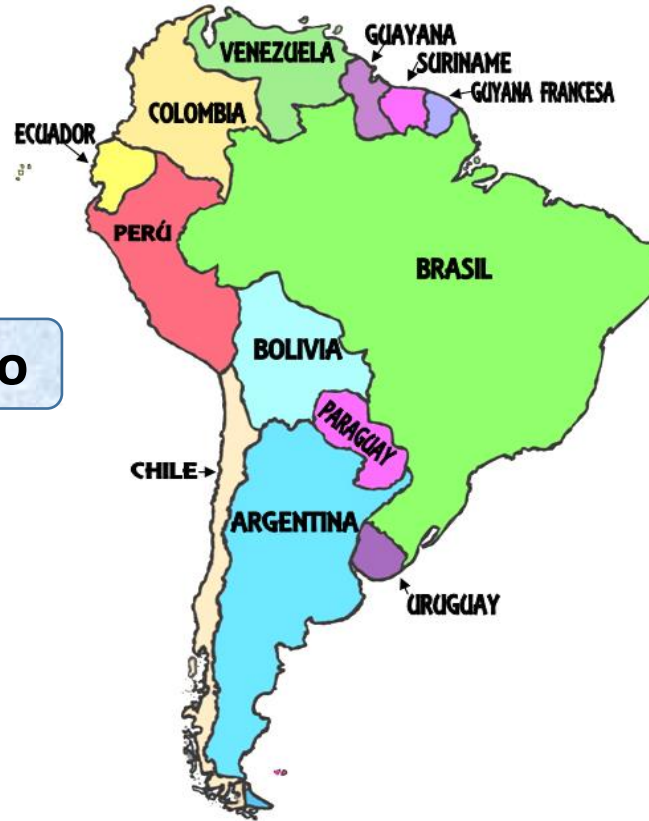 GUAYANA
VENEZUELA
SURINAME
GUYANA FRANCESA
COLOMBIA
ECUADOR
PERÚ
BRASIL
BOLIVIA
o
PARAGUAY
CHILE
ARGENTINA
URUGUAY